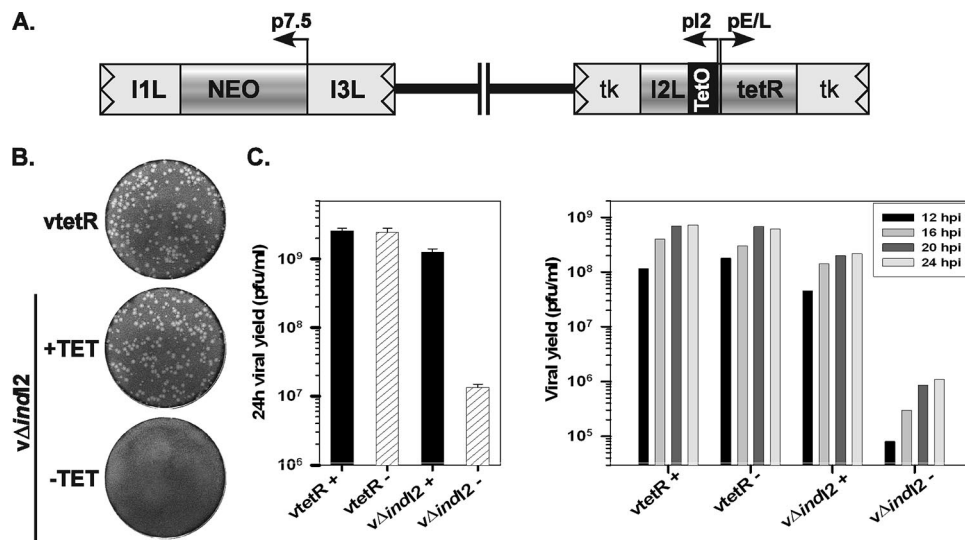 A.
p7.5
pI2
pE/L
I1L
NEO
I3L
tk
I2L
TetO
tetR
tk
B.
vtetR
+TET
-TET
vΔindI2
C.
24h viral yield (pfu/ml)
10⁹
10⁸
10⁷
10⁶
vtetR +
vtetR -
vΔindI2 +
vΔindI2 -
Viral yield (pfu/ml)
10⁹
10⁸
10⁷
10⁶
10⁵
12 hpi
16 hpi
20 hpi
24 hpi
vtetR +
vtetR -
vΔindI2 +
vΔindI2 -